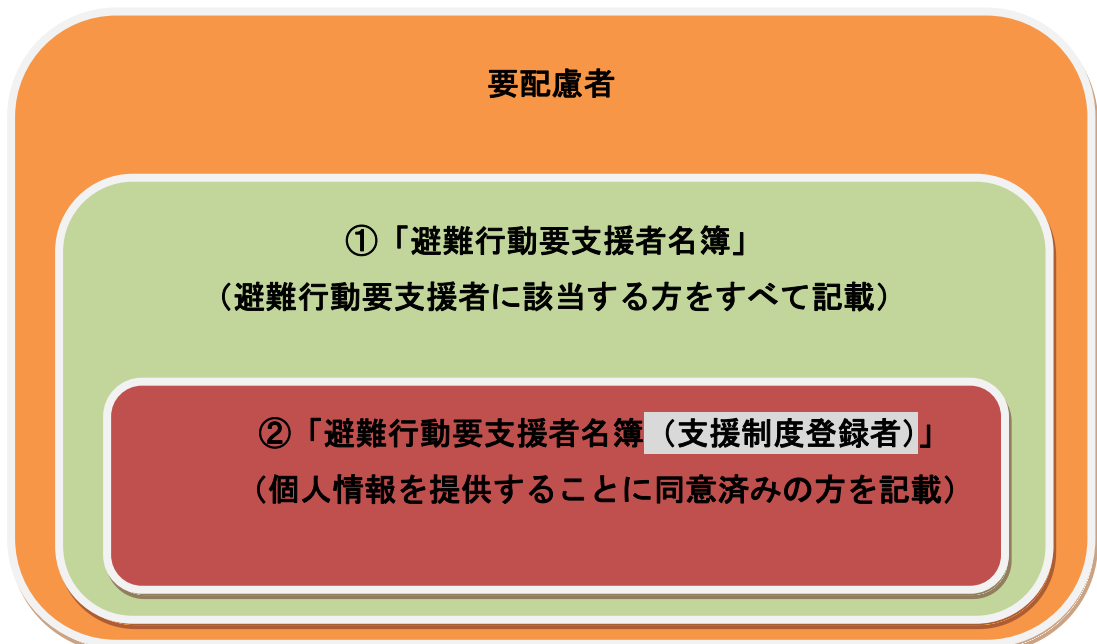 要配慮者
①「避難行動要支援者名簿」
（避難行動要支援者に該当する方をすべて記載）
②「避難行動要支援者名簿（支援制度登録者）」
（個人情報を提供することに同意済みの方を記載）